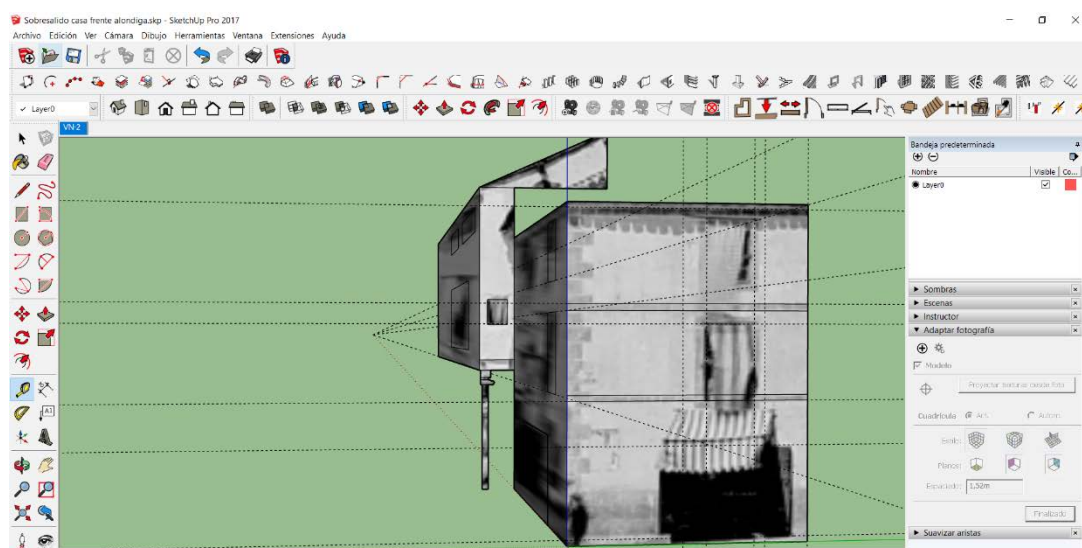 Sobresalido casa frente alondiga.skp - SketchUp Pro 2017
Archivo Edición Ver Cámara Dibujo Herramientas Ventana Extensiones Ayuda
Layer0
VN 2
Bandeja predeterminada
Nombre Visible Co...
Layer0
Sombras
Escenas
Instructor
Adaptar fotografía
Modelo
Proyectar texturas desde foto
Cuadrícula
Estilo:
Planos:
Espaciado: 1,52m
Finalizado
Suavizar aristas